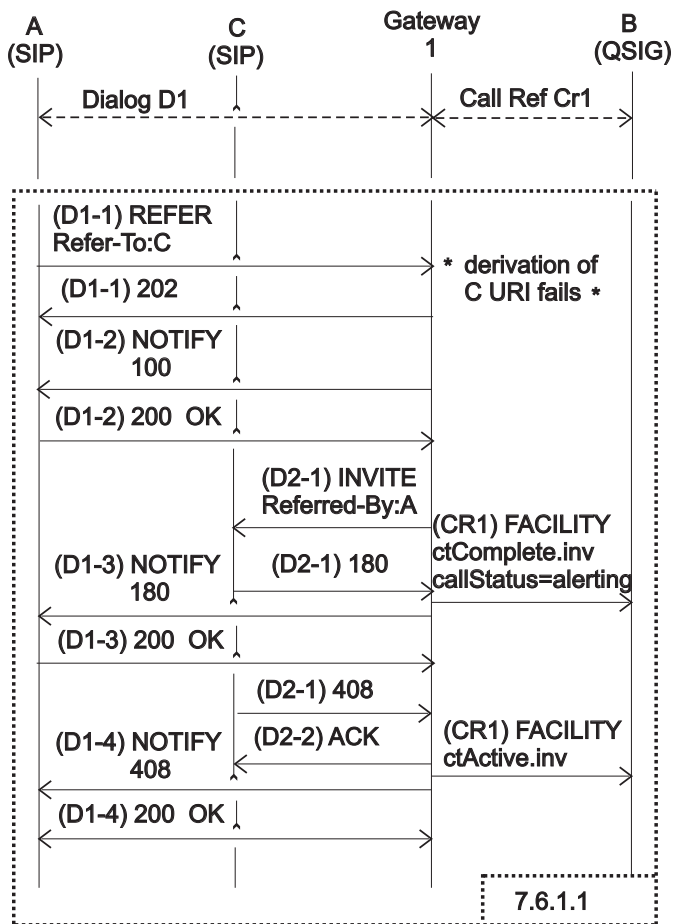 A
(SIP)
C
(SIP)
Gateway
1
B
(QSIG)
Dialog D1
Call Ref Cr1
(D1-1) REFER
Refer-To:C
* derivation of
C URI fails *
(D1-1) 202
(D1-2) NOTIFY
100
(D1-2) 200 OK
(D2-1) INVITE
Referred-By:A
(CR1) FACILITY
ctComplete.inv
callStatus=alerting
(D1-3) NOTIFY
180
(D2-1) 180
(D1-3) 200 OK
(D2-1) 408
(D1-4) NOTIFY
408
(D2-2) ACK
(CR1) FACILITY
ctActive.inv
(D1-4) 200 OK
7.6.1.1